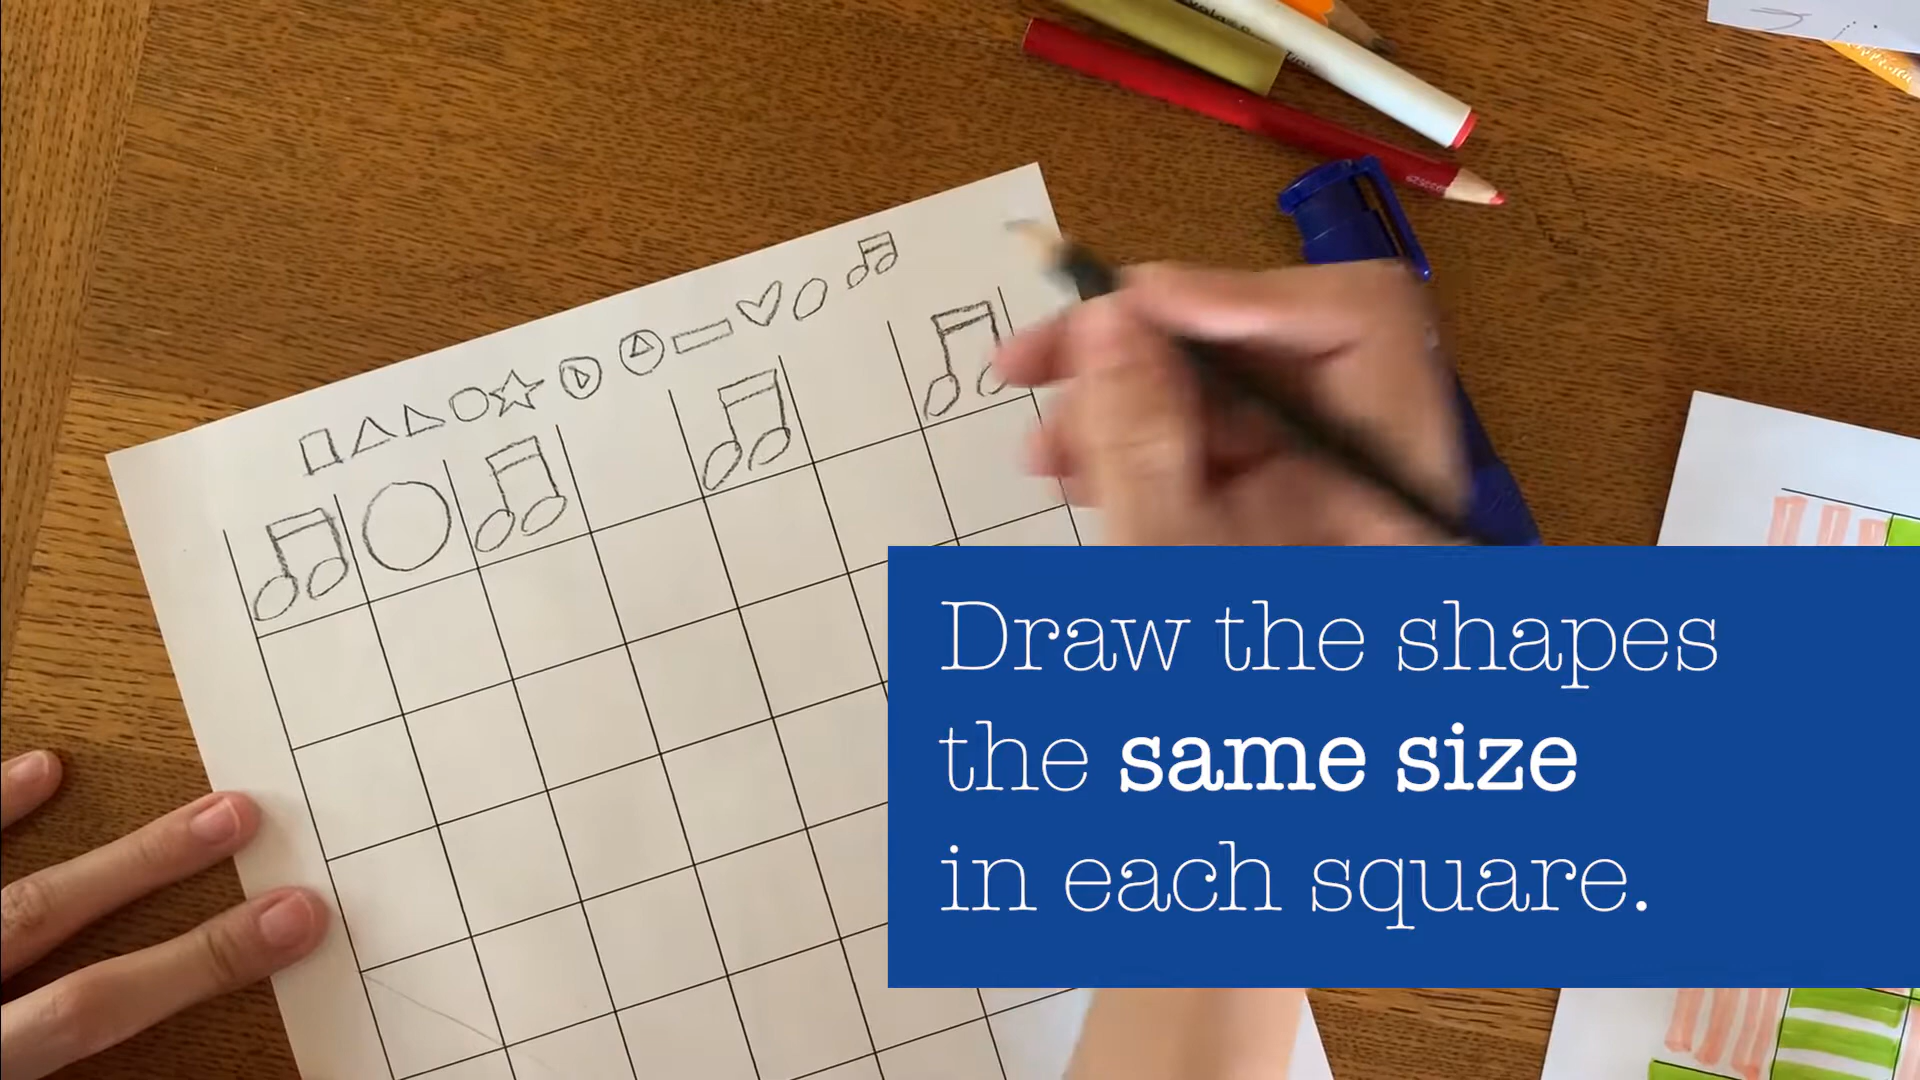 Draw the shapes
the same size
in each square.